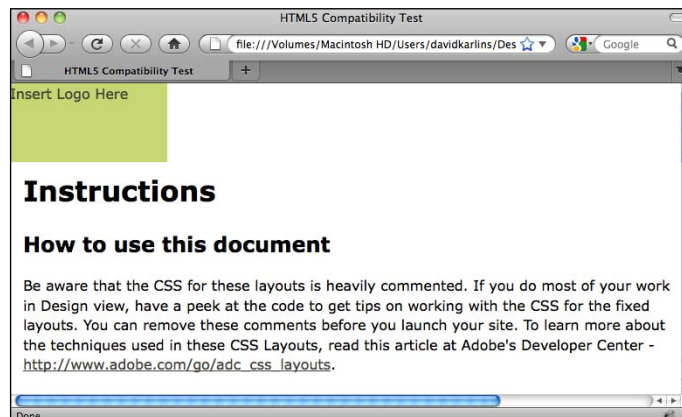 HTML5 Compatibility Test
file:///Volumes/Macintosh HD/Users/davidkarlins/Des
Google
HTML5 Compatibility Test
Insert Logo Here
Instructions
How to use this document
Be aware that the CSS for these layouts is heavily commented. If you do most of your work
in Design view, have a peek at the code to get tips on working with the CSS for the fixed
layouts. You can remove these comments before you launch your site. To learn more about
the techniques used in these CSS Layouts, read this article at Adobe's Developer Center -
http://www.adobe.com/go/adc_css_layouts.
Done